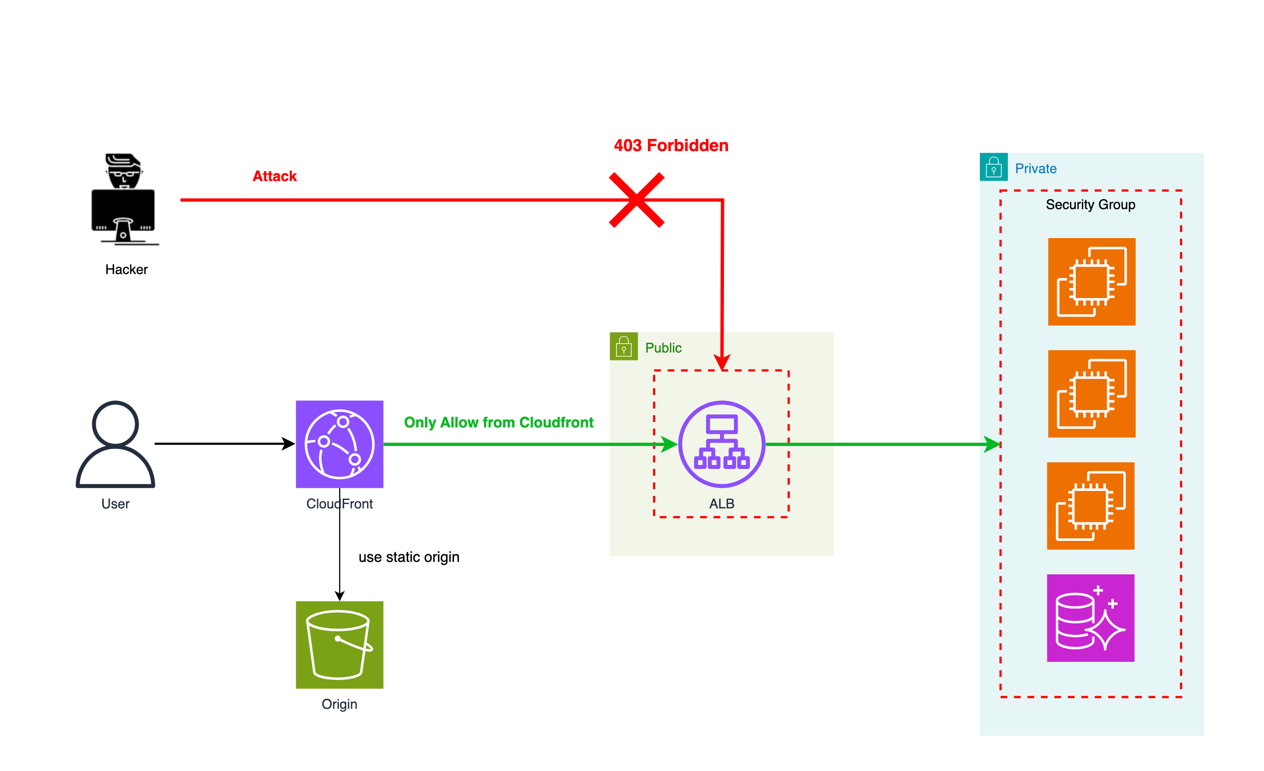 403 Forbidden
Attack
Private
Security Group
Hacker
Public
Only Allow from Cloudfront
User
CloudFront
ALB
use static origin
Origin